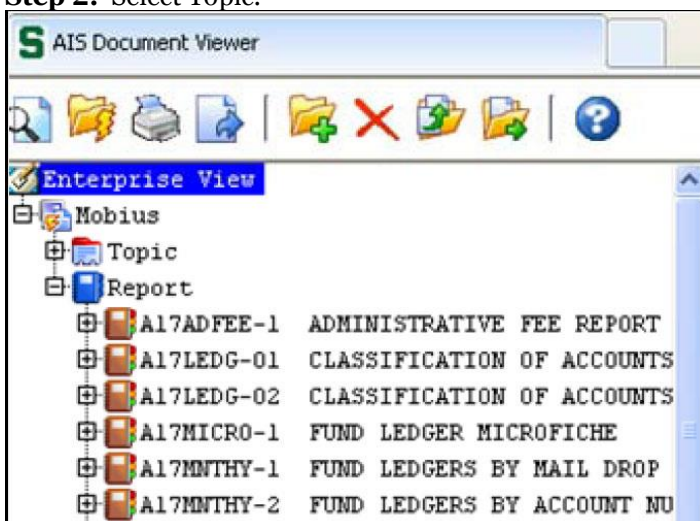 Step 2: Select Topic.
S AIS Document Viewer
Enterprise View
Mobius
Topic
Report
A17ADFEE-1 ADMINISTRATIVE FEE REPORT
A17LEDG-01 CLASSIFICATION OF ACCOUNTS
A17LEDG-02 CLASSIFICATION OF ACCOUNTS
A17MICRO-1 FUND LEDGER MICROFICHE
A17MNTHY-1 FUND LEDGERS BY MAIL DROP
A17MNTHY-2 FUND LEDGERS BY ACCOUNT NU